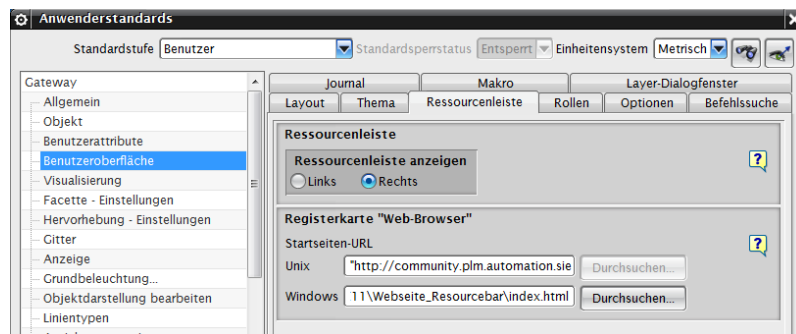 Anwenderstandards
Standardstufe Benutzer Standardsperrstatus Entsperrt Einheitensystem Metrisch
Gateway
Allgemein
Objekt
Benutzerattribute
Benutzeroberfläche
Visualisierung
Facette - Einstellungen
Hervorhebung - Einstellungen
Gitter
Anzeige
Grundbeleuchtung...
Objektdarstellung bearbeiten
Linientypen
Journal Makro Layer-Dialogfenster
Layout Thema Ressourcenleiste Rollen Optionen Befehlssuche
Ressourcenleiste
Ressourcenleiste anzeigen
Links Rechts
Registerkarte "Web-Browser"
Startseiten-URL
Unix "http://community.plm.automation.sie Durchsuchen...
Windows 11\Webseite_Resourcebar\index.html Durchsuchen...